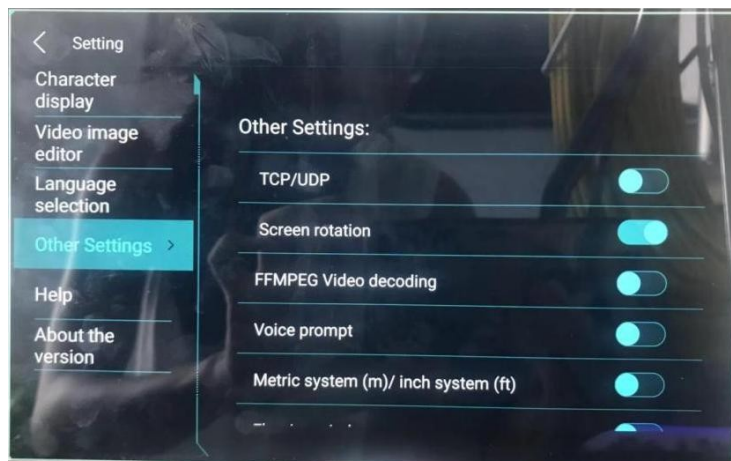 Setting
Character
display
Video image
editor
Language
selection
Other Settings >
Help
About the
version
Other Settings:
TCP/UDP
Screen rotation
FFMPEG Video decoding
Voice prompt
Metric system (m)/ inch system (ft)